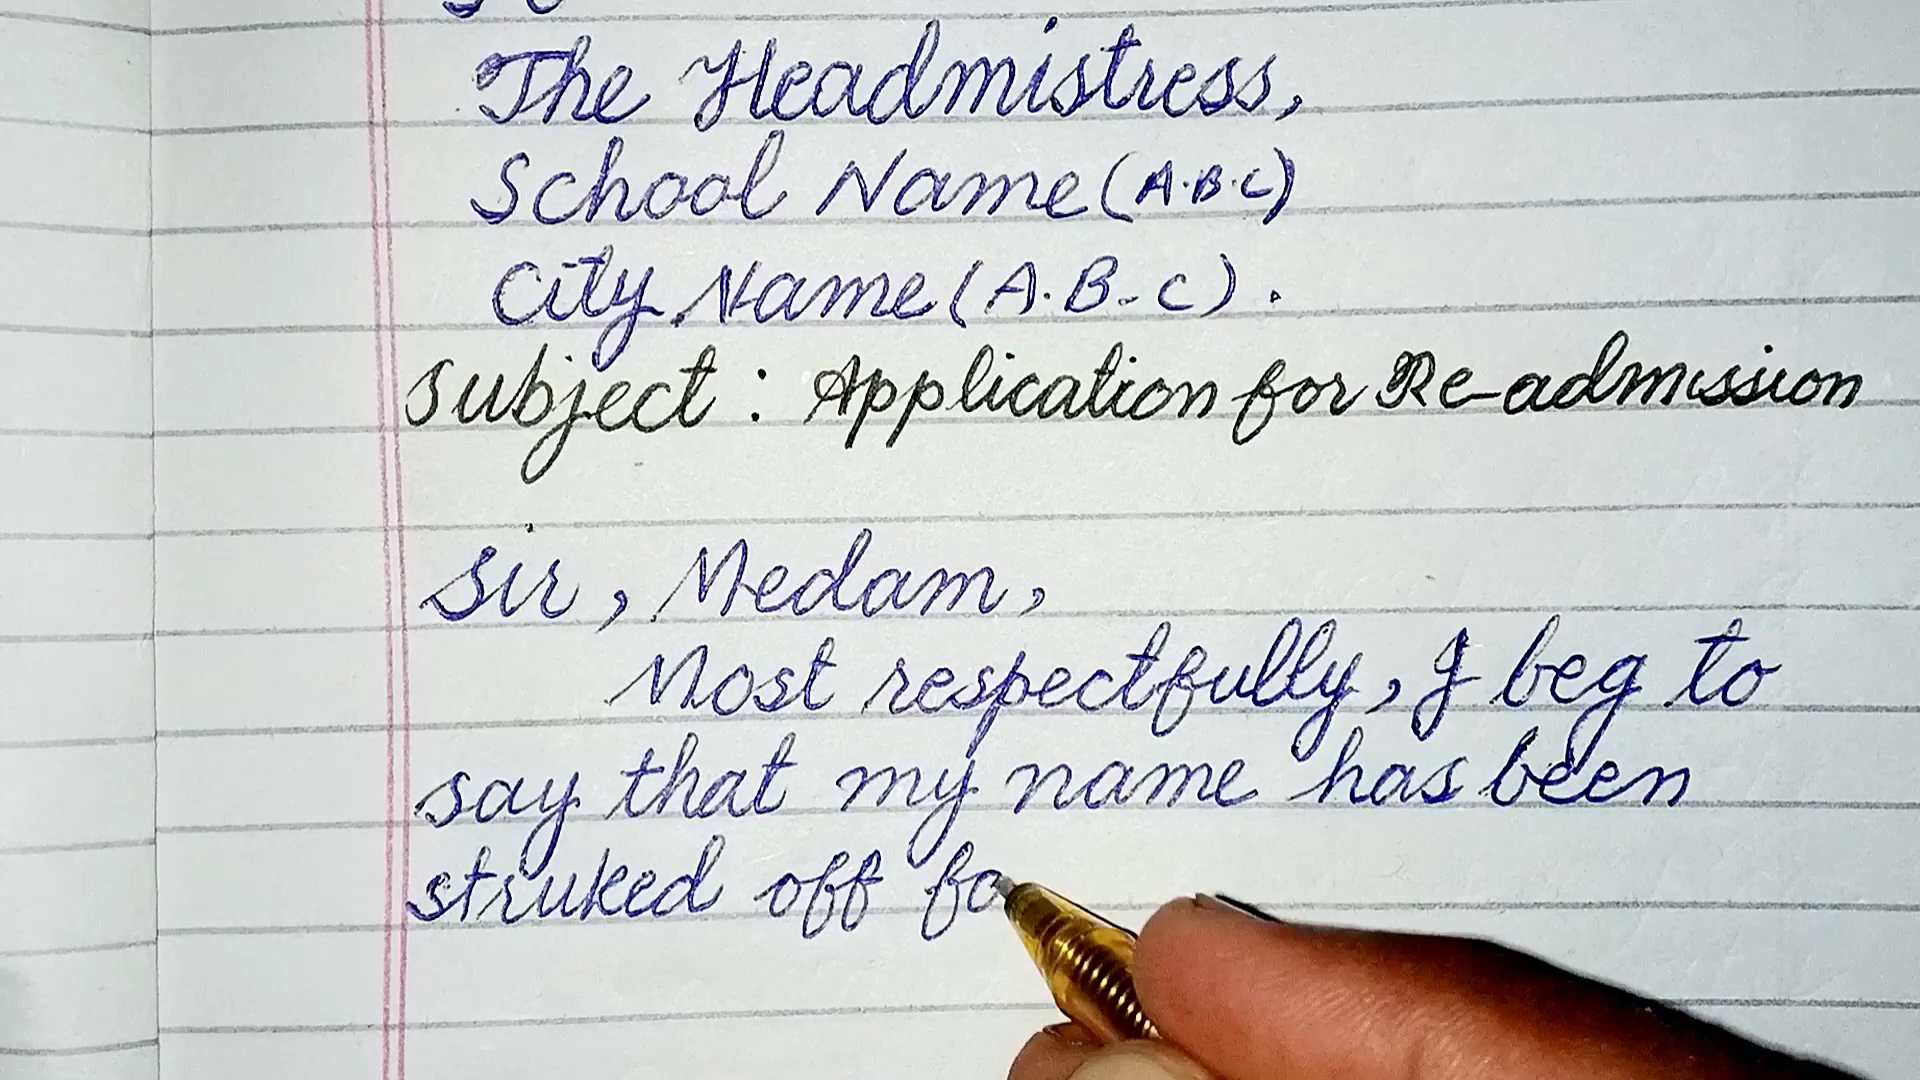 The Headmistress,
School Name (A.B.C)
City Name (A.B-C).
Subject: Application for Re-admission
Sir, Medam,
Most respectfully, I beg to
say that my name has been
struked off fo